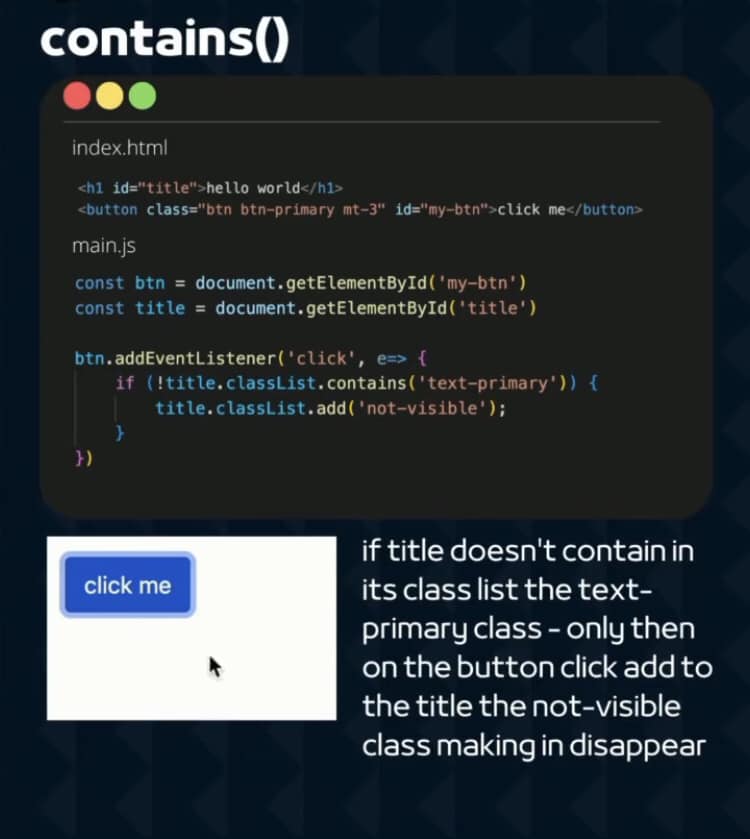 contains()
index.html
<h1 id="title">hello world</h1>
<button class="btn btn-primary mt-3" id="my-btn">click me</button>
main.js
const btn = document.getElementById('my-btn')
const title = document.getElementById('title')
btn.addEventListener('click', e=> {
if (!title.classList.contains('text-primary')) {
title.classList.add('not-visible');
}
})
click me
if title doesn't contain in
its class list the text-
primary class - only then
on the button click add to
the title the not-visible
class making in disappear